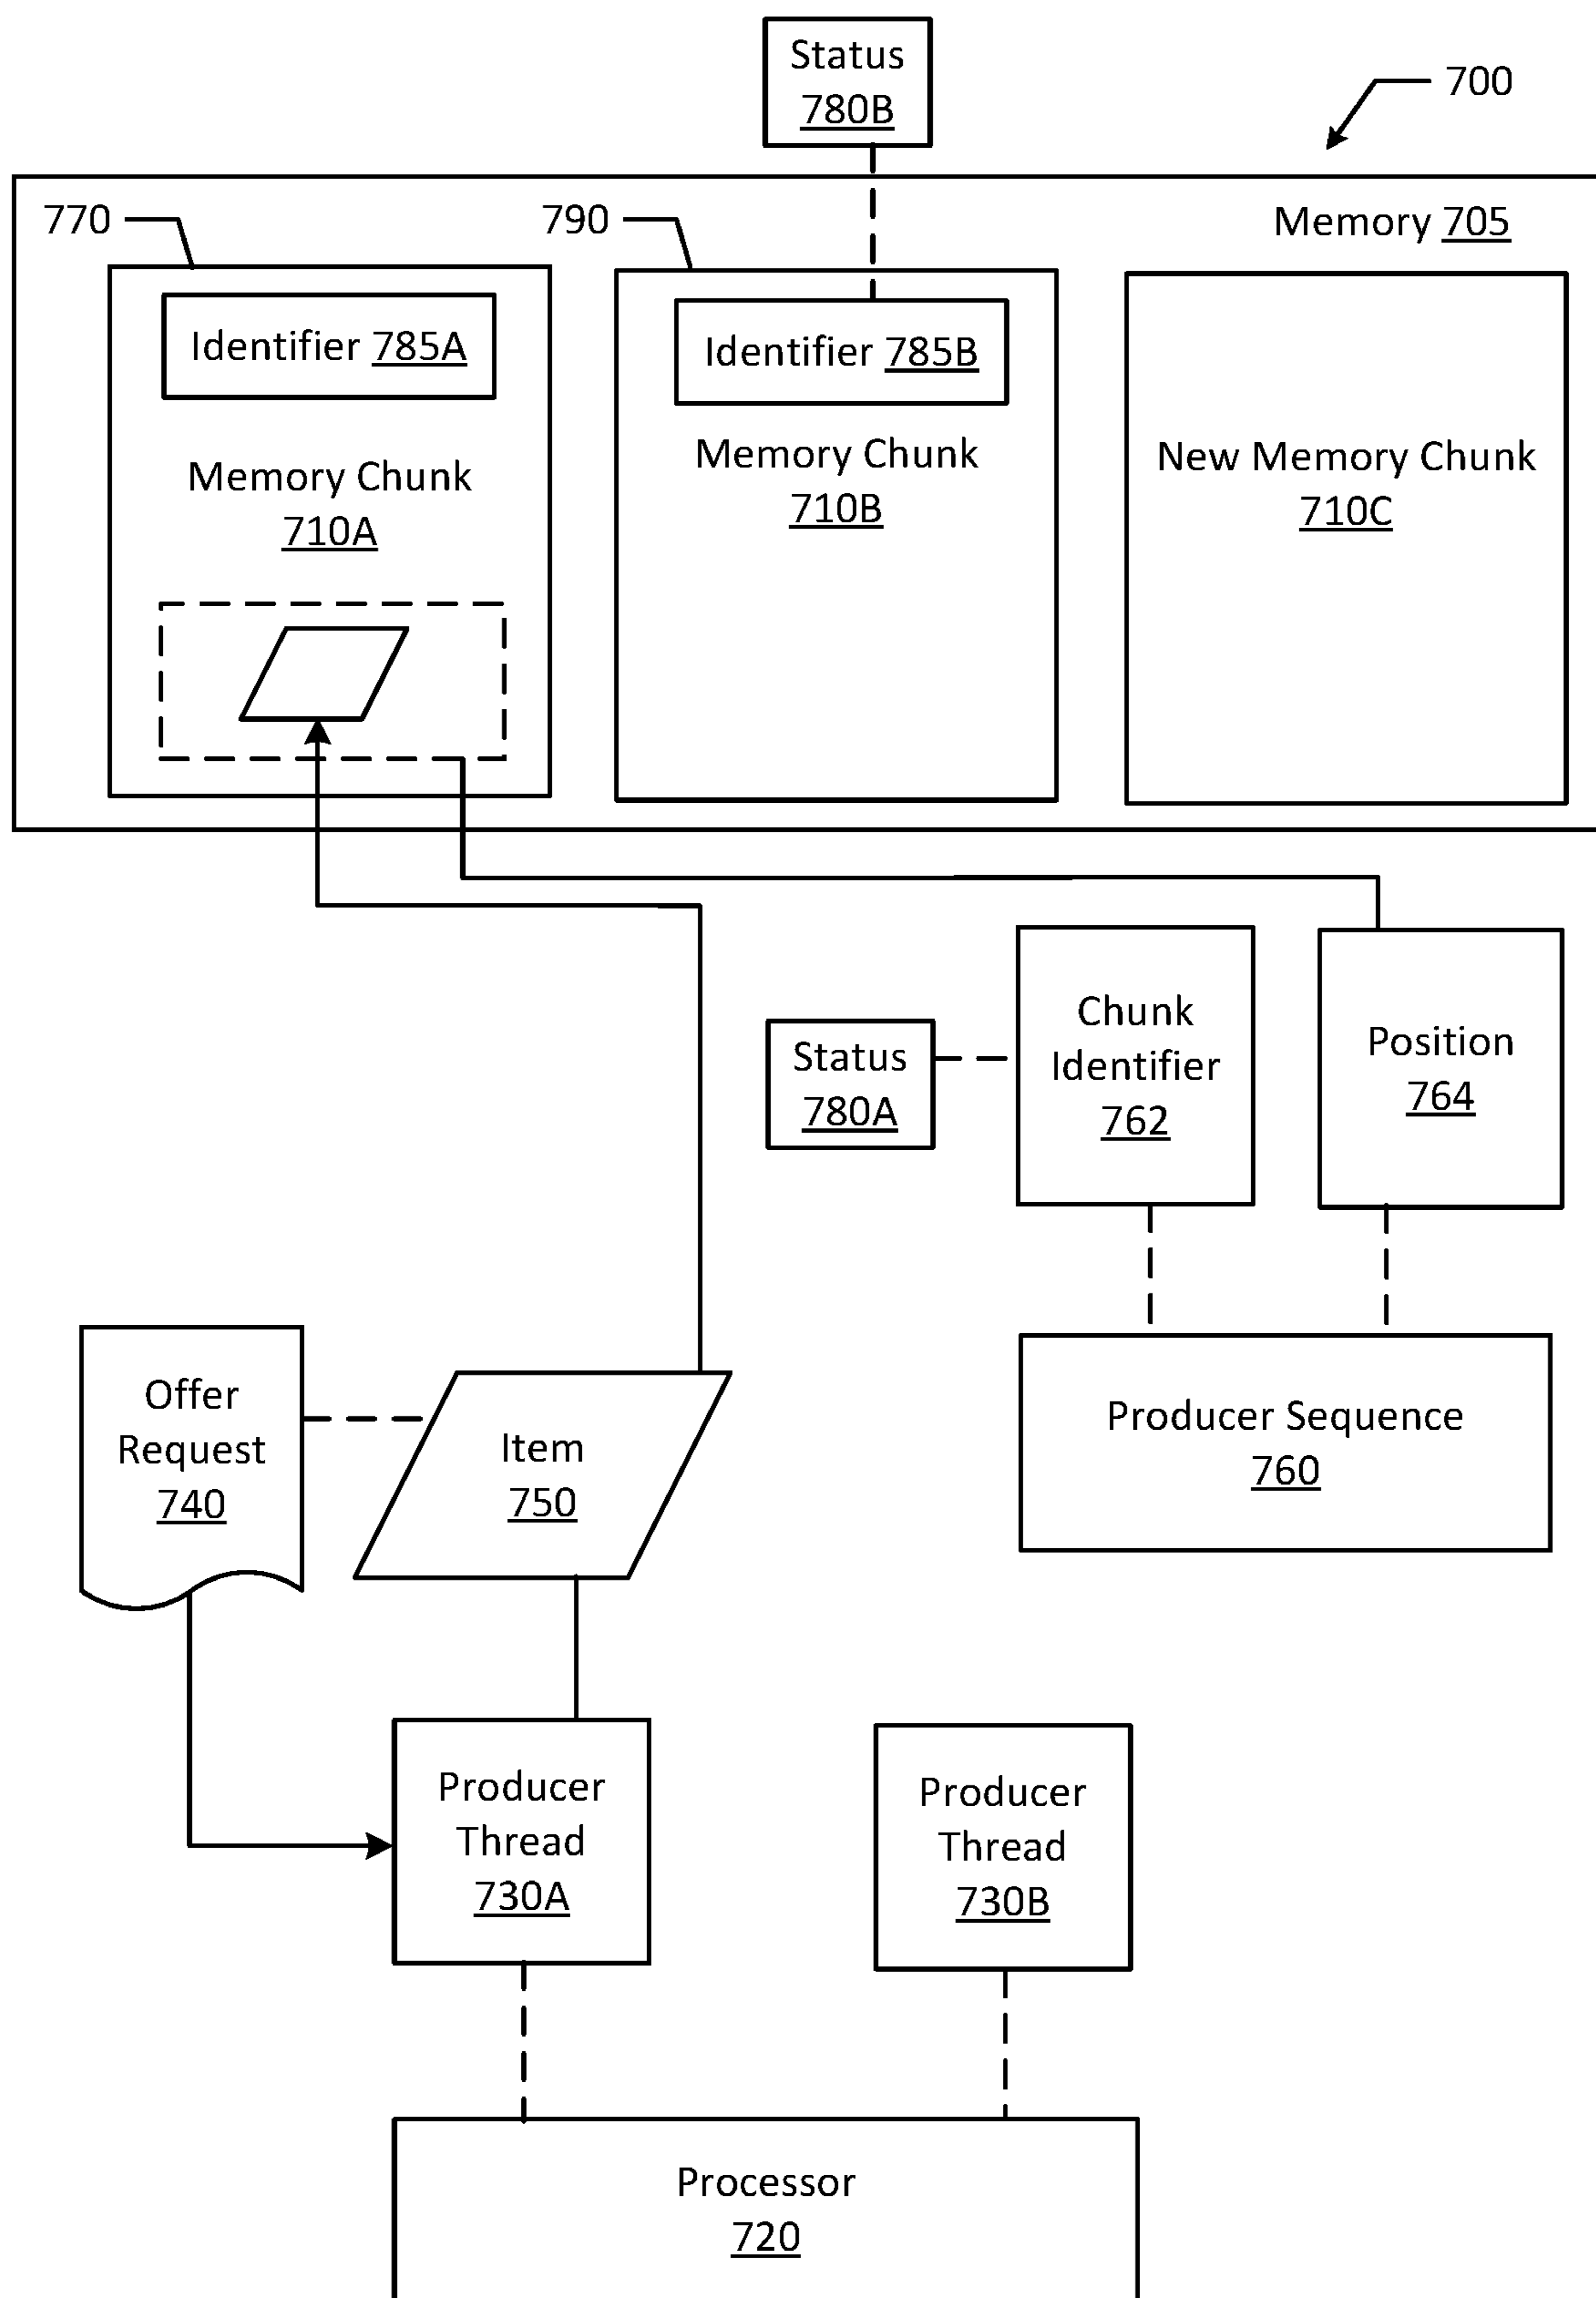 Status
780B
700
770
790
Memory 705
Identifier 785A
Identifier 785B
Memory Chunk
710A
Memory Chunk
710B
New Memory Chunk
710C
Status
780A
Chunk
Identifier
762
Position
764
Offer
Request
740
Item
750
Producer Sequence
760
Producer
Thread
730A
Producer
Thread
730B
Processor
720